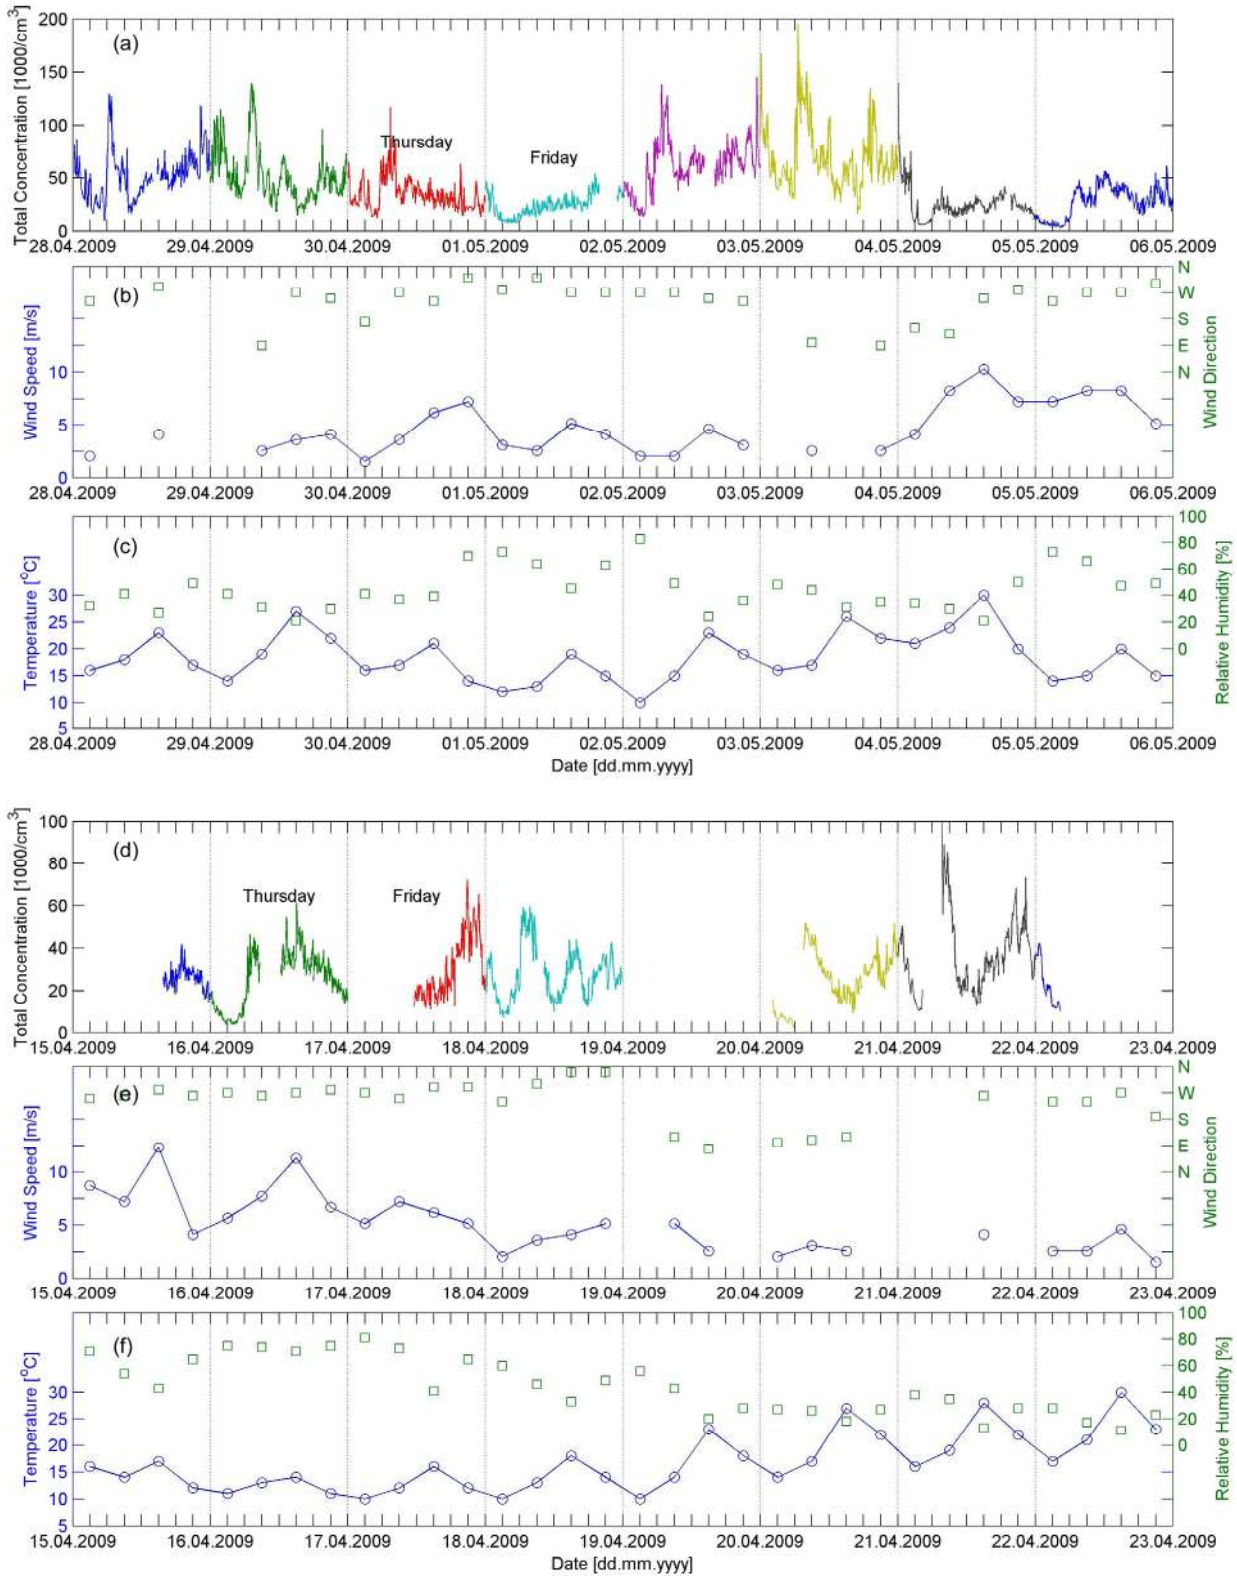 (a)
Total Concentration [1000/cm³]
200
150
100
50
0
Thursday
Friday
28.04.2009 29.04.2009 30.04.2009 01.05.2009 02.05.2009 03.05.2009 04.05.2009 05.05.2009 06.05.2009
(b)
Wind Speed [m/s]
10
5
0
N
W
S
E
N
Wind Direction
28.04.2009 29.04.2009 30.04.2009 01.05.2009 02.05.2009 03.05.2009 04.05.2009 05.05.2009 06.05.2009
(c)
Temperature [°C]
30
25
20
15
10
5
100
80
60
40
20
0
Relative Humidity [%]
28.04.2009 29.04.2009 30.04.2009 01.05.2009 02.05.2009 03.05.2009 04.05.2009 05.05.2009 06.05.2009
Date [dd.mm.yyyy]
(d)
Total Concentration [1000/cm³]
100
80
60
40
20
0
Thursday
Friday
15.04.2009 16.04.2009 17.04.2009 18.04.2009 19.04.2009 20.04.2009 21.04.2009 22.04.2009 23.04.2009
(e)
Wind Speed [m/s]
10
5
0
N
W
S
E
N
Wind Direction
15.04.2009 16.04.2009 17.04.2009 18.04.2009 19.04.2009 20.04.2009 21.04.2009 22.04.2009 23.04.2009
(f)
Temperature [°C]
30
25
20
15
10
5
100
80
60
40
20
0
Relative Humidity [%]
15.04.2009 16.04.2009 17.04.2009 18.04.2009 19.04.2009 20.04.2009 21.04.2009 22.04.2009 23.04.2009
Date [dd.mm.yyyy]